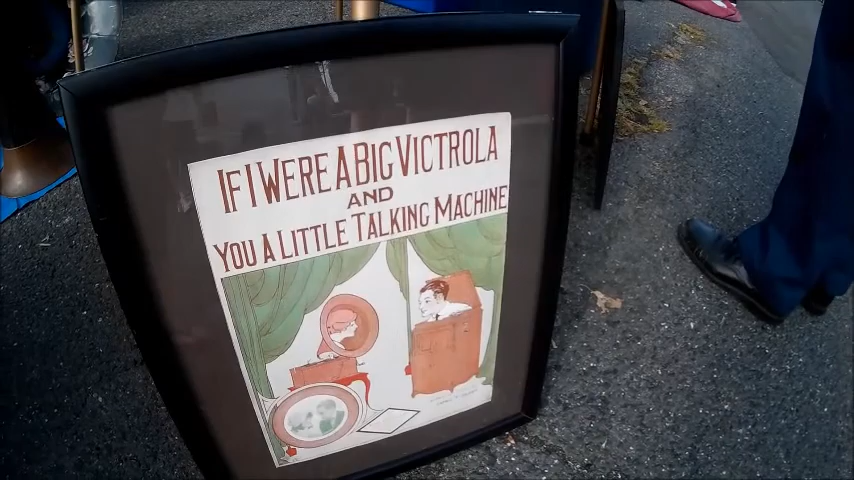 IF I WERE A BIG VICTROLA
AND
YOU A LITTLE TALKING MACHINE